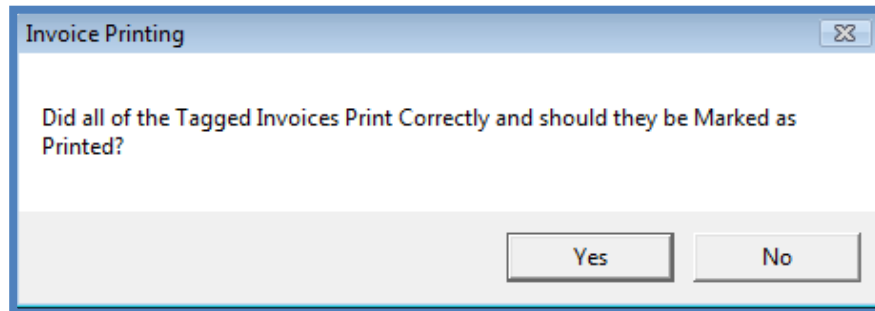 Invoice Printing
Did all of the Tagged Invoices Print Correctly and should they be Marked as
Printed?
Yes No